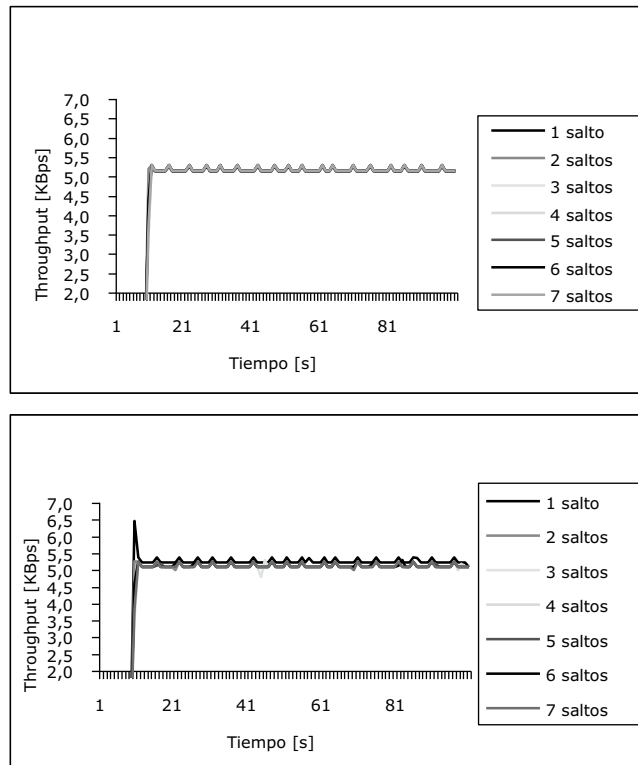 7,0
6,5
6,0
5,5
5,0
4,5
4,0
3,5
3,0
2,5
2,0
Throughput [KBps]
1 21 41 61 81
Tiempo [s]
1 salto
2 saltos
3 saltos
4 saltos
5 saltos
6 saltos
7 saltos
7,0
6,5
6,0
5,5
5,0
4,5
4,0
3,5
3,0
2,5
2,0
Throughput [KBps]
1 21 41 61 81
Tiempo [s]
1 salto
2 saltos
3 saltos
4 saltos
5 saltos
6 saltos
7 saltos